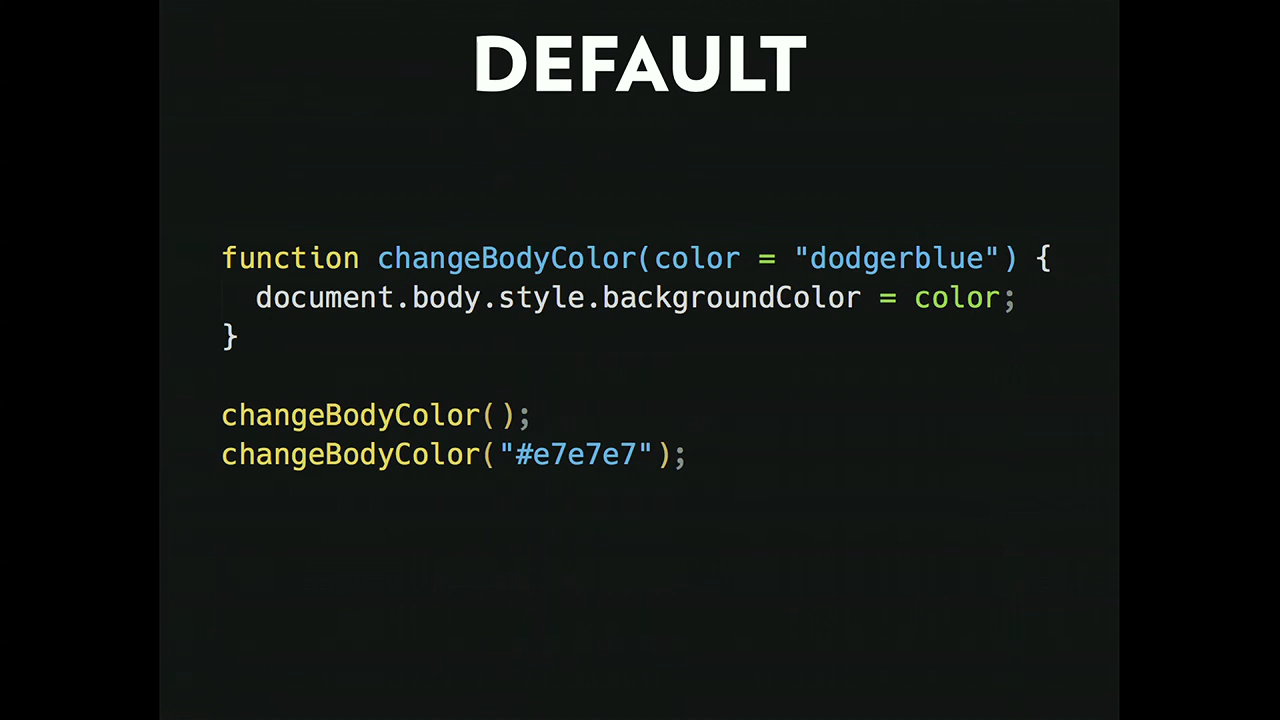 DEFAULT
function changeBodyColor(color = "dodgerblue") {
  document.body.style.backgroundColor = color;
}
changeBodyColor();
changeBodyColor("#e7e7e7");